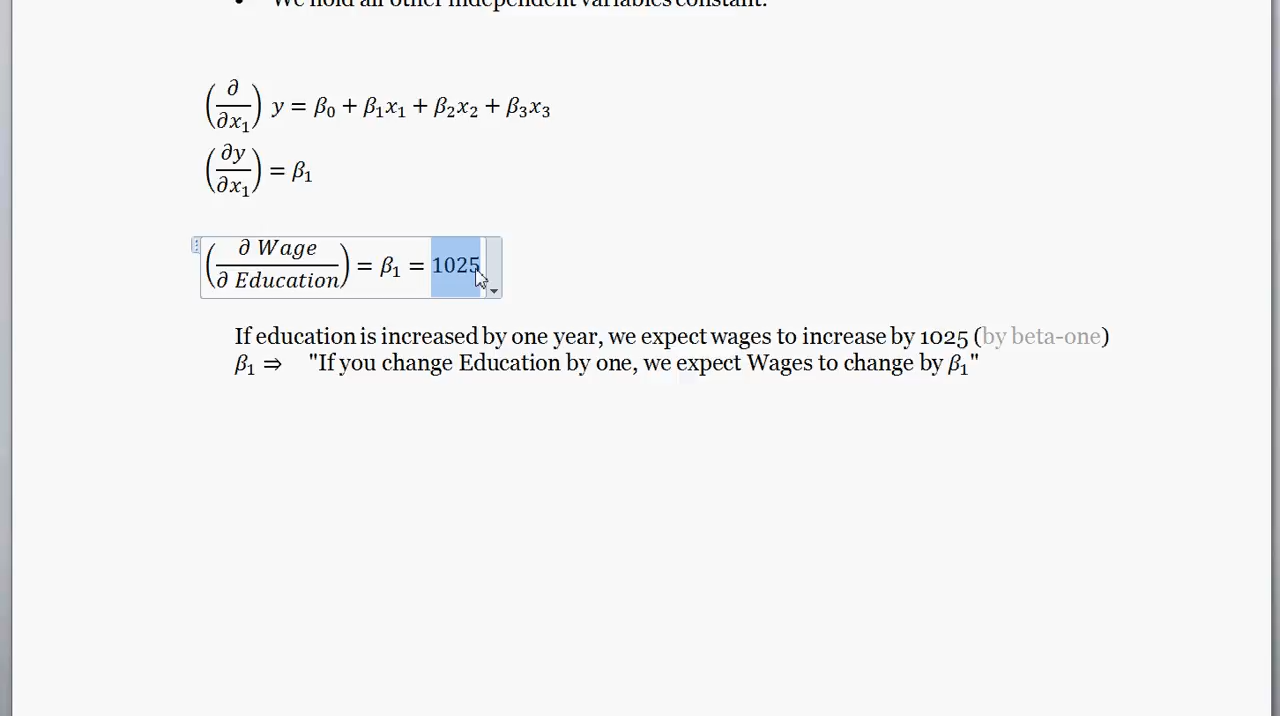 • We hold all other independent variables constant.
(∂/∂x₁) y = β₀ + β₁x₁ + β₂x₂ + β₃x₃
(∂y/∂x₁) = β₁
(∂ Wage/∂ Education) = β₁ = 1025
If education is increased by one year, we expect wages to increase by 1025 (by beta-one)
β₁ ⇒ "If you change Education by one, we expect Wages to change by β₁"